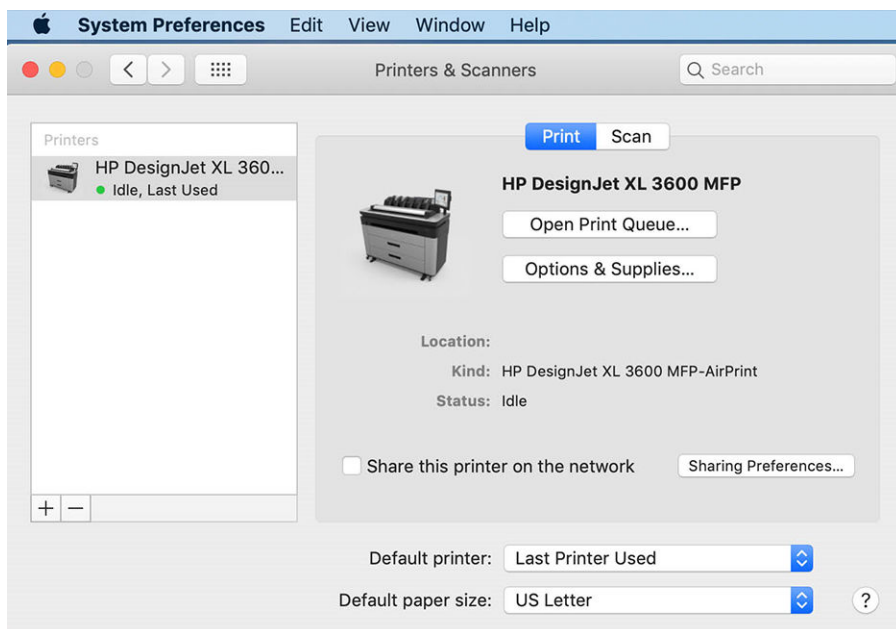 System Preferences Edit View Window Help
Printers & Scanners
Search
Printers
HP DesignJet XL 360...
Idle, Last Used
Print Scan
HP DesignJet XL 3600 MFP
Open Print Queue...
Options & Supplies...
Location:
Kind: HP DesignJet XL 3600 MFP-AirPrint
Status: Idle
Share this printer on the network
Sharing Preferences...
+ −
Default printer: Last Printer Used
Default paper size: US Letter
?